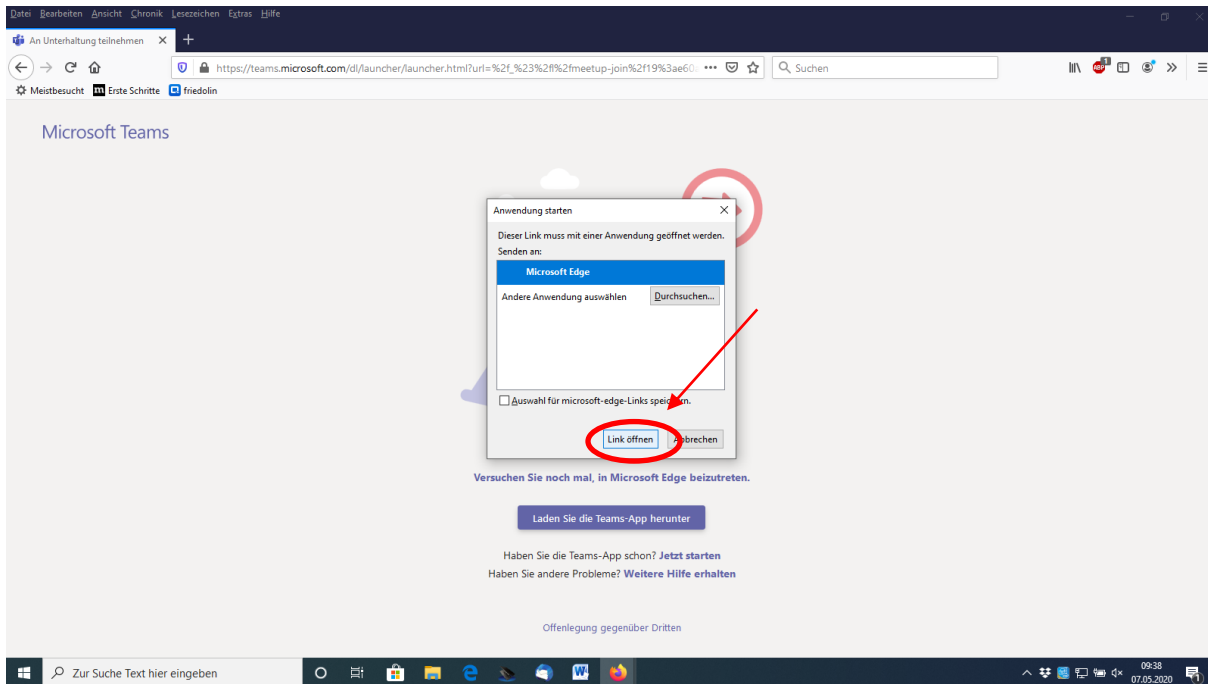 Datei Bearbeiten Ansicht Chronik Lesezeichen Extras Hilfe
An Unterhaltung teilnehmen
https://teams.microsoft.com/dl/launcher/launcher.html?url=%2f_%23%2fl%2fmeetup-join%2f19%3ae60
Suchen
1
Meistbesucht Erste Schritte friedolin
Microsoft Teams
Anwendung starten
Dieser Link muss mit einer Anwendung geöffnet werden.
Senden an:
Microsoft Edge
Andere Anwendung auswählen Durchsuchen...
Auswahl für microsoft-edge-Links speichern.
Link öffnen Abbrechen
Versuchen Sie noch mal, in Microsoft Edge beizutreten.
Laden Sie die Teams-App herunter
Haben Sie die Teams-App schon? Jetzt starten
Haben Sie andere Probleme? Weitere Hilfe erhalten
Offenlegung gegenüber Dritten
Zur Suche Text hier eingeben
09:38
07.05.2020
1